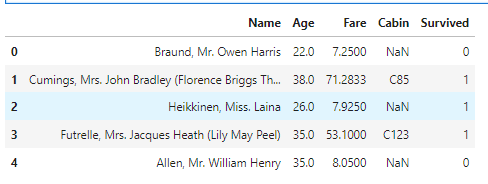 Name Age Fare Cabin Survived
0 Braund, Mr. Owen Harris 22.0 7.2500 NaN 0
1 Cumings, Mrs. John Bradley (Florence Briggs Th... 38.0 71.2833 C85 1
2 Heikkinen, Miss. Laina 26.0 7.9250 NaN 1
3 Futrelle, Mrs. Jacques Heath (Lily May Peel) 35.0 53.1000 C123 1
4 Allen, Mr. William Henry 35.0 8.0500 NaN 0